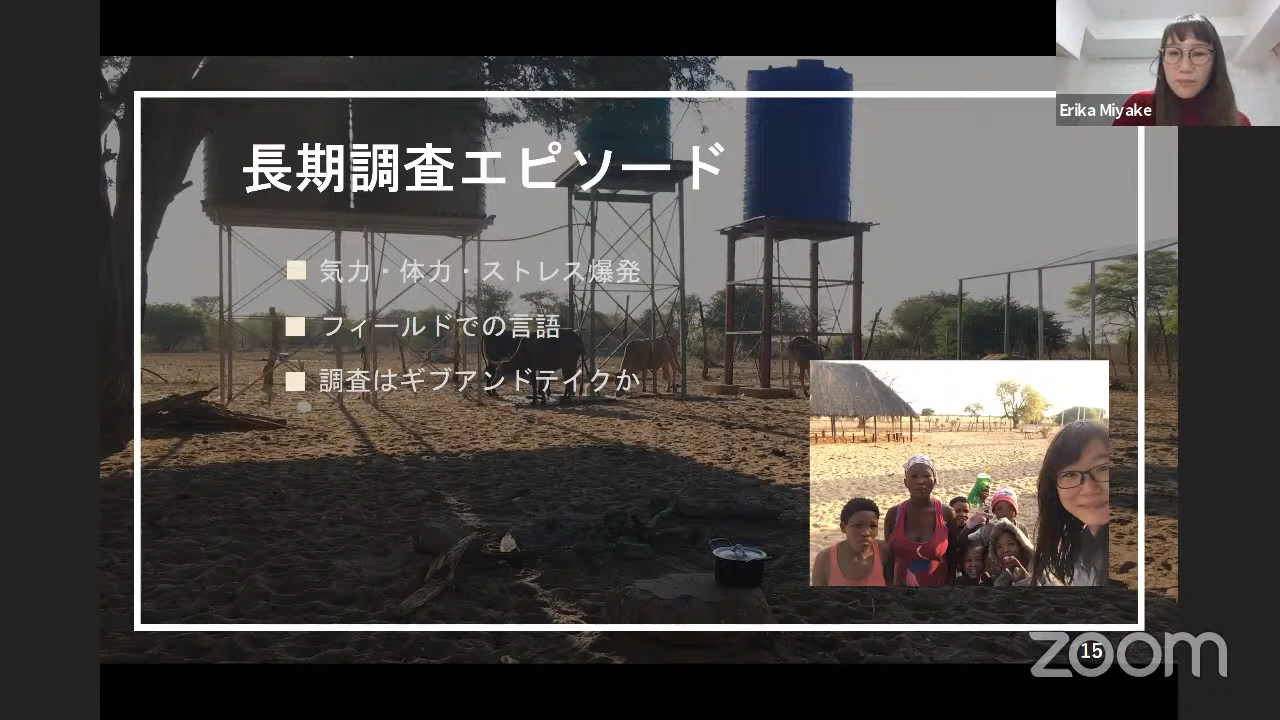 Erika Miyake
長期調査エピソード
気力・体力・ストレス爆発
フィールドでの言語
調査はギブアンドテイクか
15
zoom